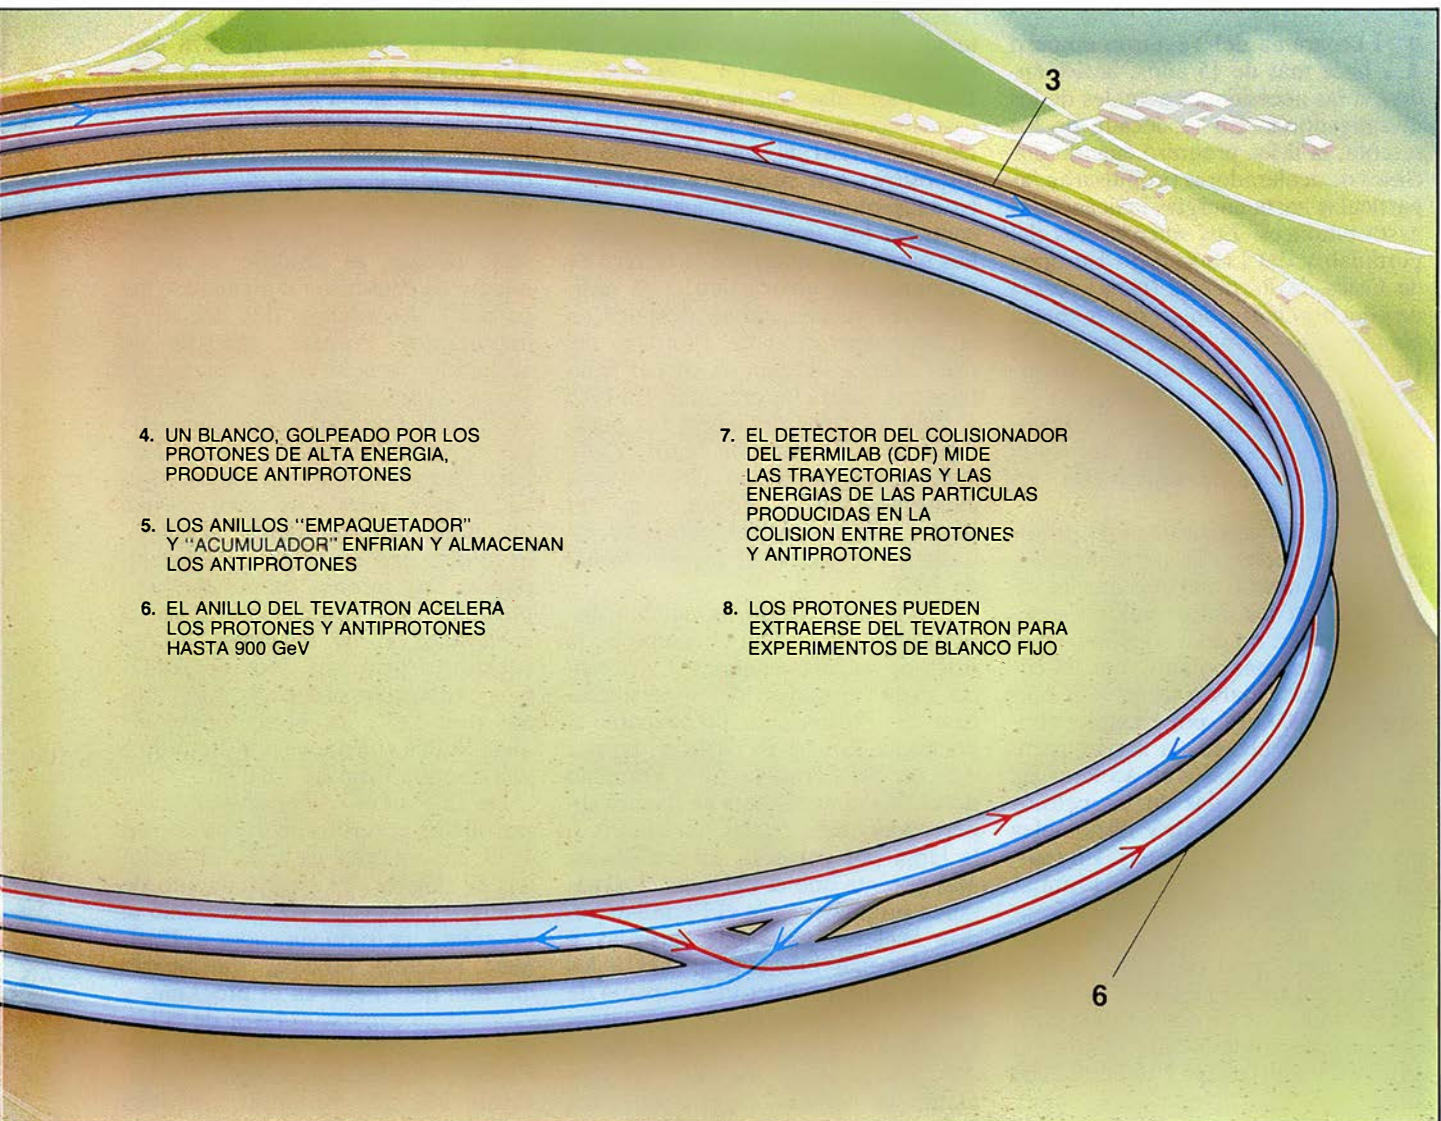 3
4. UN BLANCO, GOLPEADO POR LOS
PROTONES DE ALTA ENERGIA,
PRODUCE ANTIPROTONES
5. LOS ANILLOS "EMPAQUETADOR"
Y "ACUMULADOR" ENFRIAN Y ALMACENAN
LOS ANTIPROTONES
6. EL ANILLO DEL TEVATRON ACELERA
LOS PROTONES Y ANTIPROTONES
HASTA 900 GeV
7. EL DETECTOR DEL COLISIONADOR
DEL FERMILAB (CDF) MIDE
LAS TRAYECTORIAS Y LAS
ENERGIAS DE LAS PARTICULAS
PRODUCIDAS EN LA
COLISION ENTRE PROTONES
Y ANTIPROTONES
8. LOS PROTONES PUEDEN
EXTRAERSE DEL TEVATRON PARA
EXPERIMENTOS DE BLANCO FIJO
6